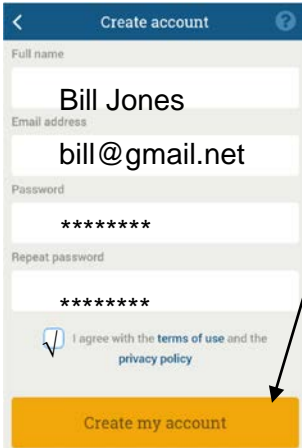 Create account ?
Full name
Bill Jones
Email address
bill@gmail.net
Password
********
Repeat password
********
I agree with the terms of use and the
privacy policy
Create my account